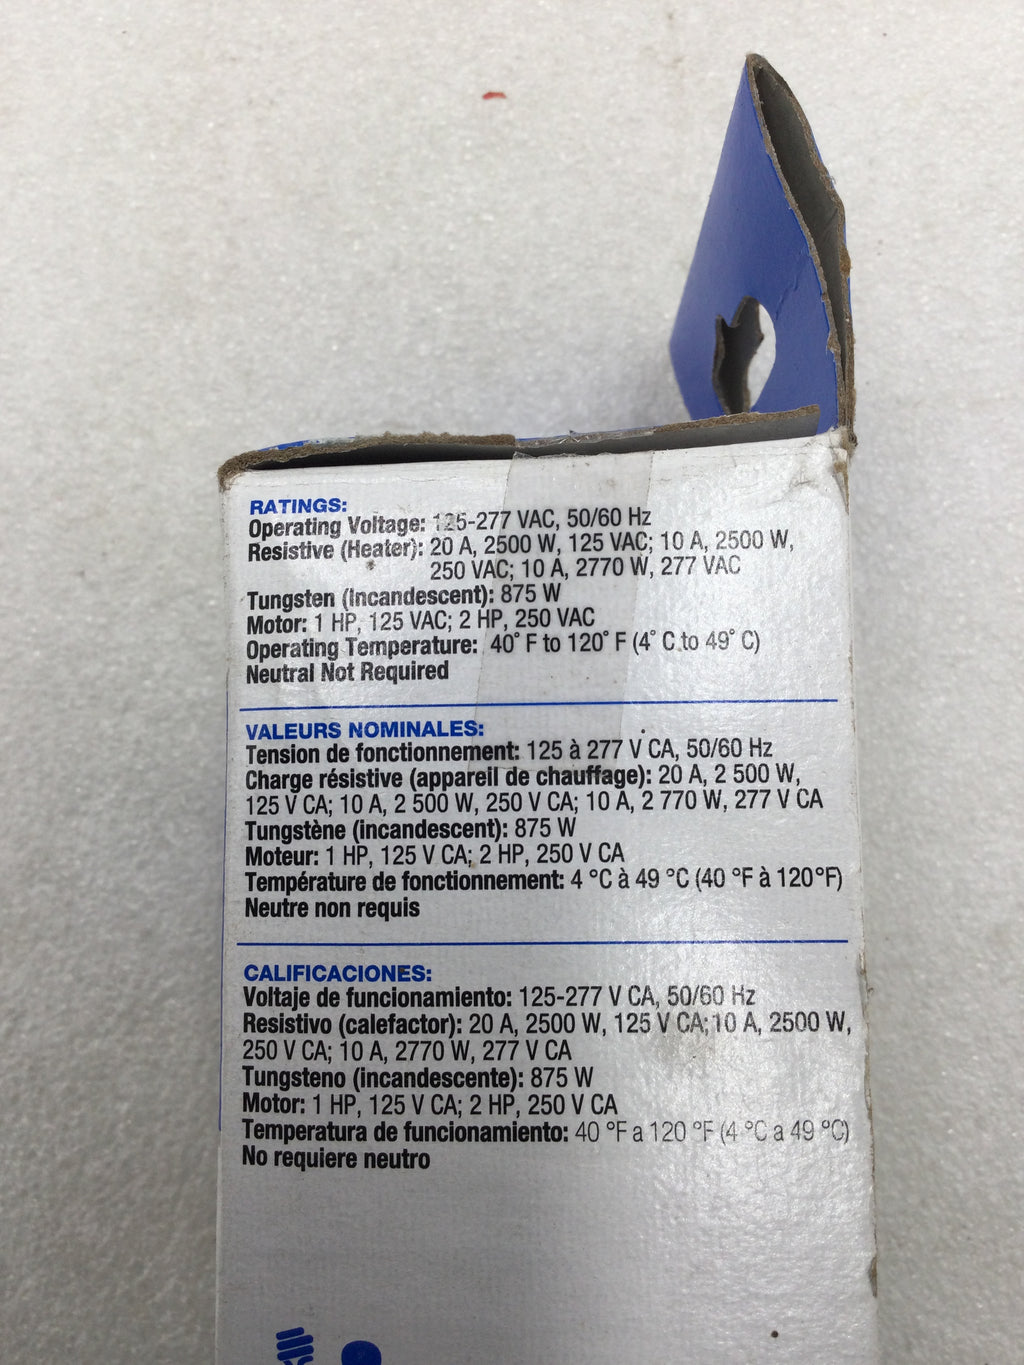 RATINGS:
Operating Voltage: 125-277 VAC, 50/60 Hz
Resistive (Heater): 20 A, 2500 W, 125 VAC; 10 A, 2500 W,
250 VAC; 10 A, 2770 W, 277 VAC
Tungsten (Incandescent): 875 W
Motor: 1 HP, 125 VAC; 2 HP, 250 VAC
Operating Temperature: 40° F to 120° F (4° C to 49° C)
Neutral Not Required
VALEURS NOMINALES:
Tension de fonctionnement: 125 à 277 V CA, 50/60 Hz
Charge résistive (appareil de chauffage): 20 A, 2 500 W,
125 V CA; 10 A, 2 500 W, 250 V CA; 10 A, 2 770 W, 277 V CA
Tungstène (incandescent): 875 W
Moteur: 1 HP, 125 V CA; 2 HP, 250 V CA
Température de fonctionnement: 4 °C à 49 °C (40 °F à 120°F)
Neutre non requis
CALIFICACIONES:
Voltaje de funcionamiento: 125-277 V CA, 50/60 Hz
Resistivo (calefactor): 20 A, 2500 W, 125 V CA; 10 A, 2500 W,
250 V CA; 10 A, 2770 W, 277 V CA
Tungsteno (incandescente): 875 W
Motor: 1 HP, 125 V CA; 2 HP, 250 V CA
Temperatura de funcionamiento: 40 °F a 120 °F (4 °C a 49 °C)
No requiere neutro